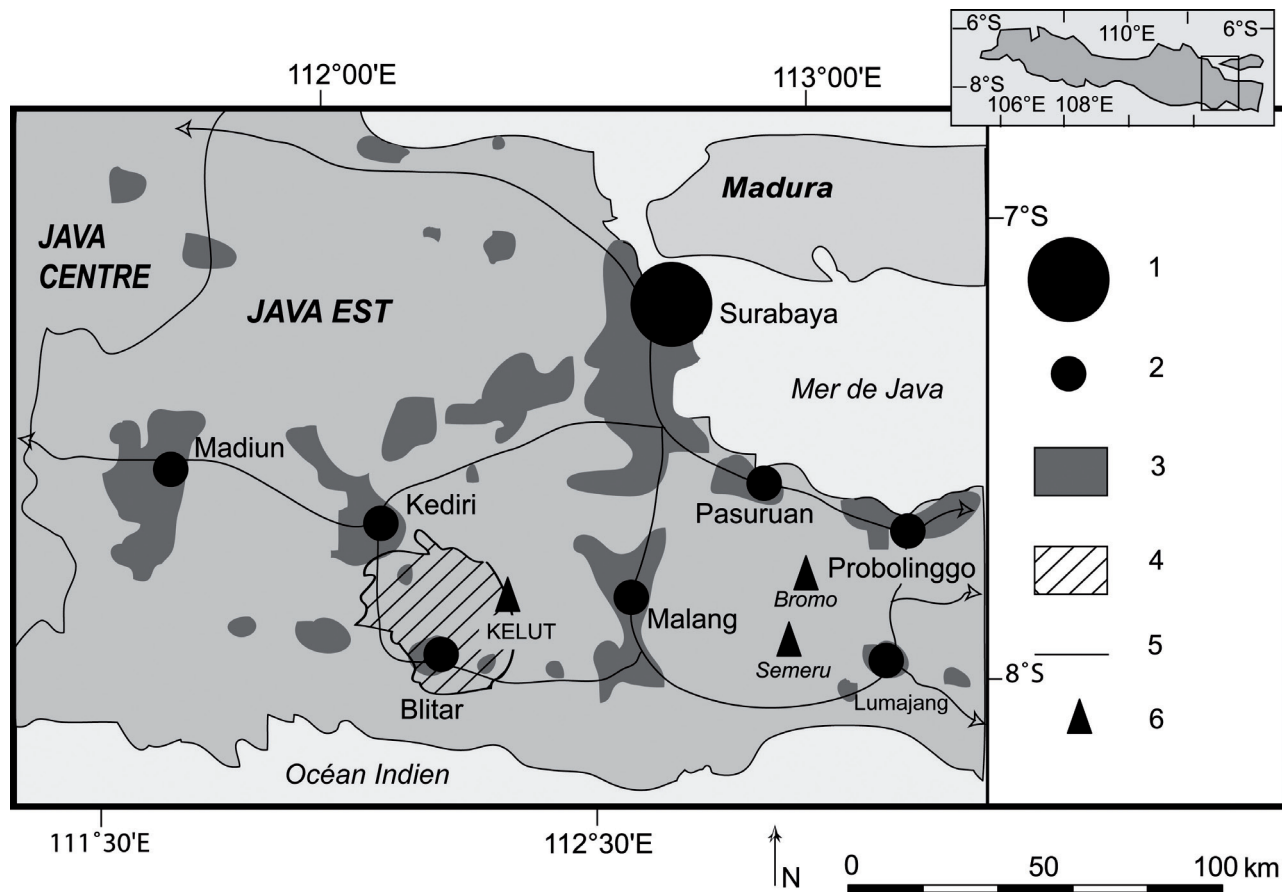 6°S
110°E
6°S
8°S
106°E 108°E
112°00'E
113°00'E
Madura
7°S
JAVA
CENTRE
JAVA EST
Surabaya
1
2
Mer de Java
Madiun
3
Kediri
Pasuruan
Probolinggo
4
Bromo
KELUT
Malang
5
Semeru
8°S
Blitar
Lumajang
6
Océan Indien
111°30'E
112°30'E
N
0 50 100 km